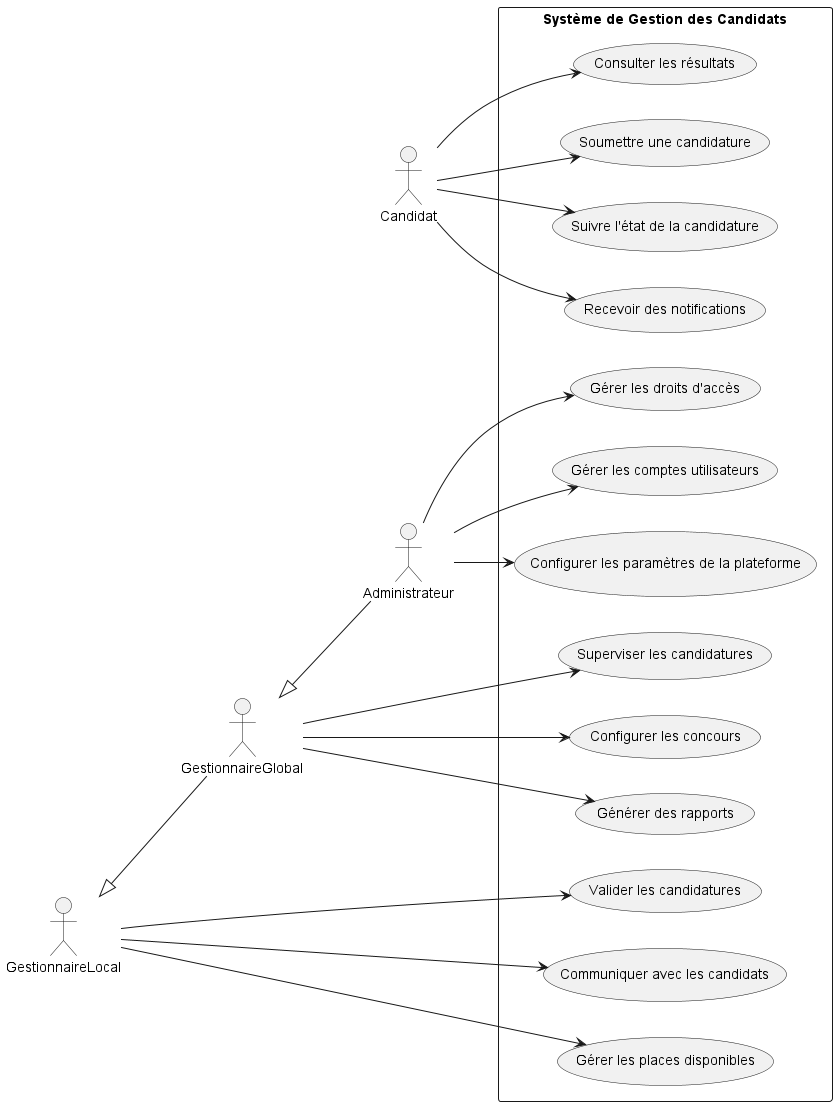 Système de Gestion des Candidats
Consulter les résultats
Soumettre une candidature
Candidat
Suivre l'état de la candidature
Recevoir des notifications
Gérer les droits d'accès
Gérer les comptes utilisateurs
Configurer les paramètres de la plateforme
Administrateur
Superviser les candidatures
Configurer les concours
GestionnaireGlobal
Générer des rapports
Valider les candidatures
GestionnaireLocal
Communiquer avec les candidats
Gérer les places disponibles